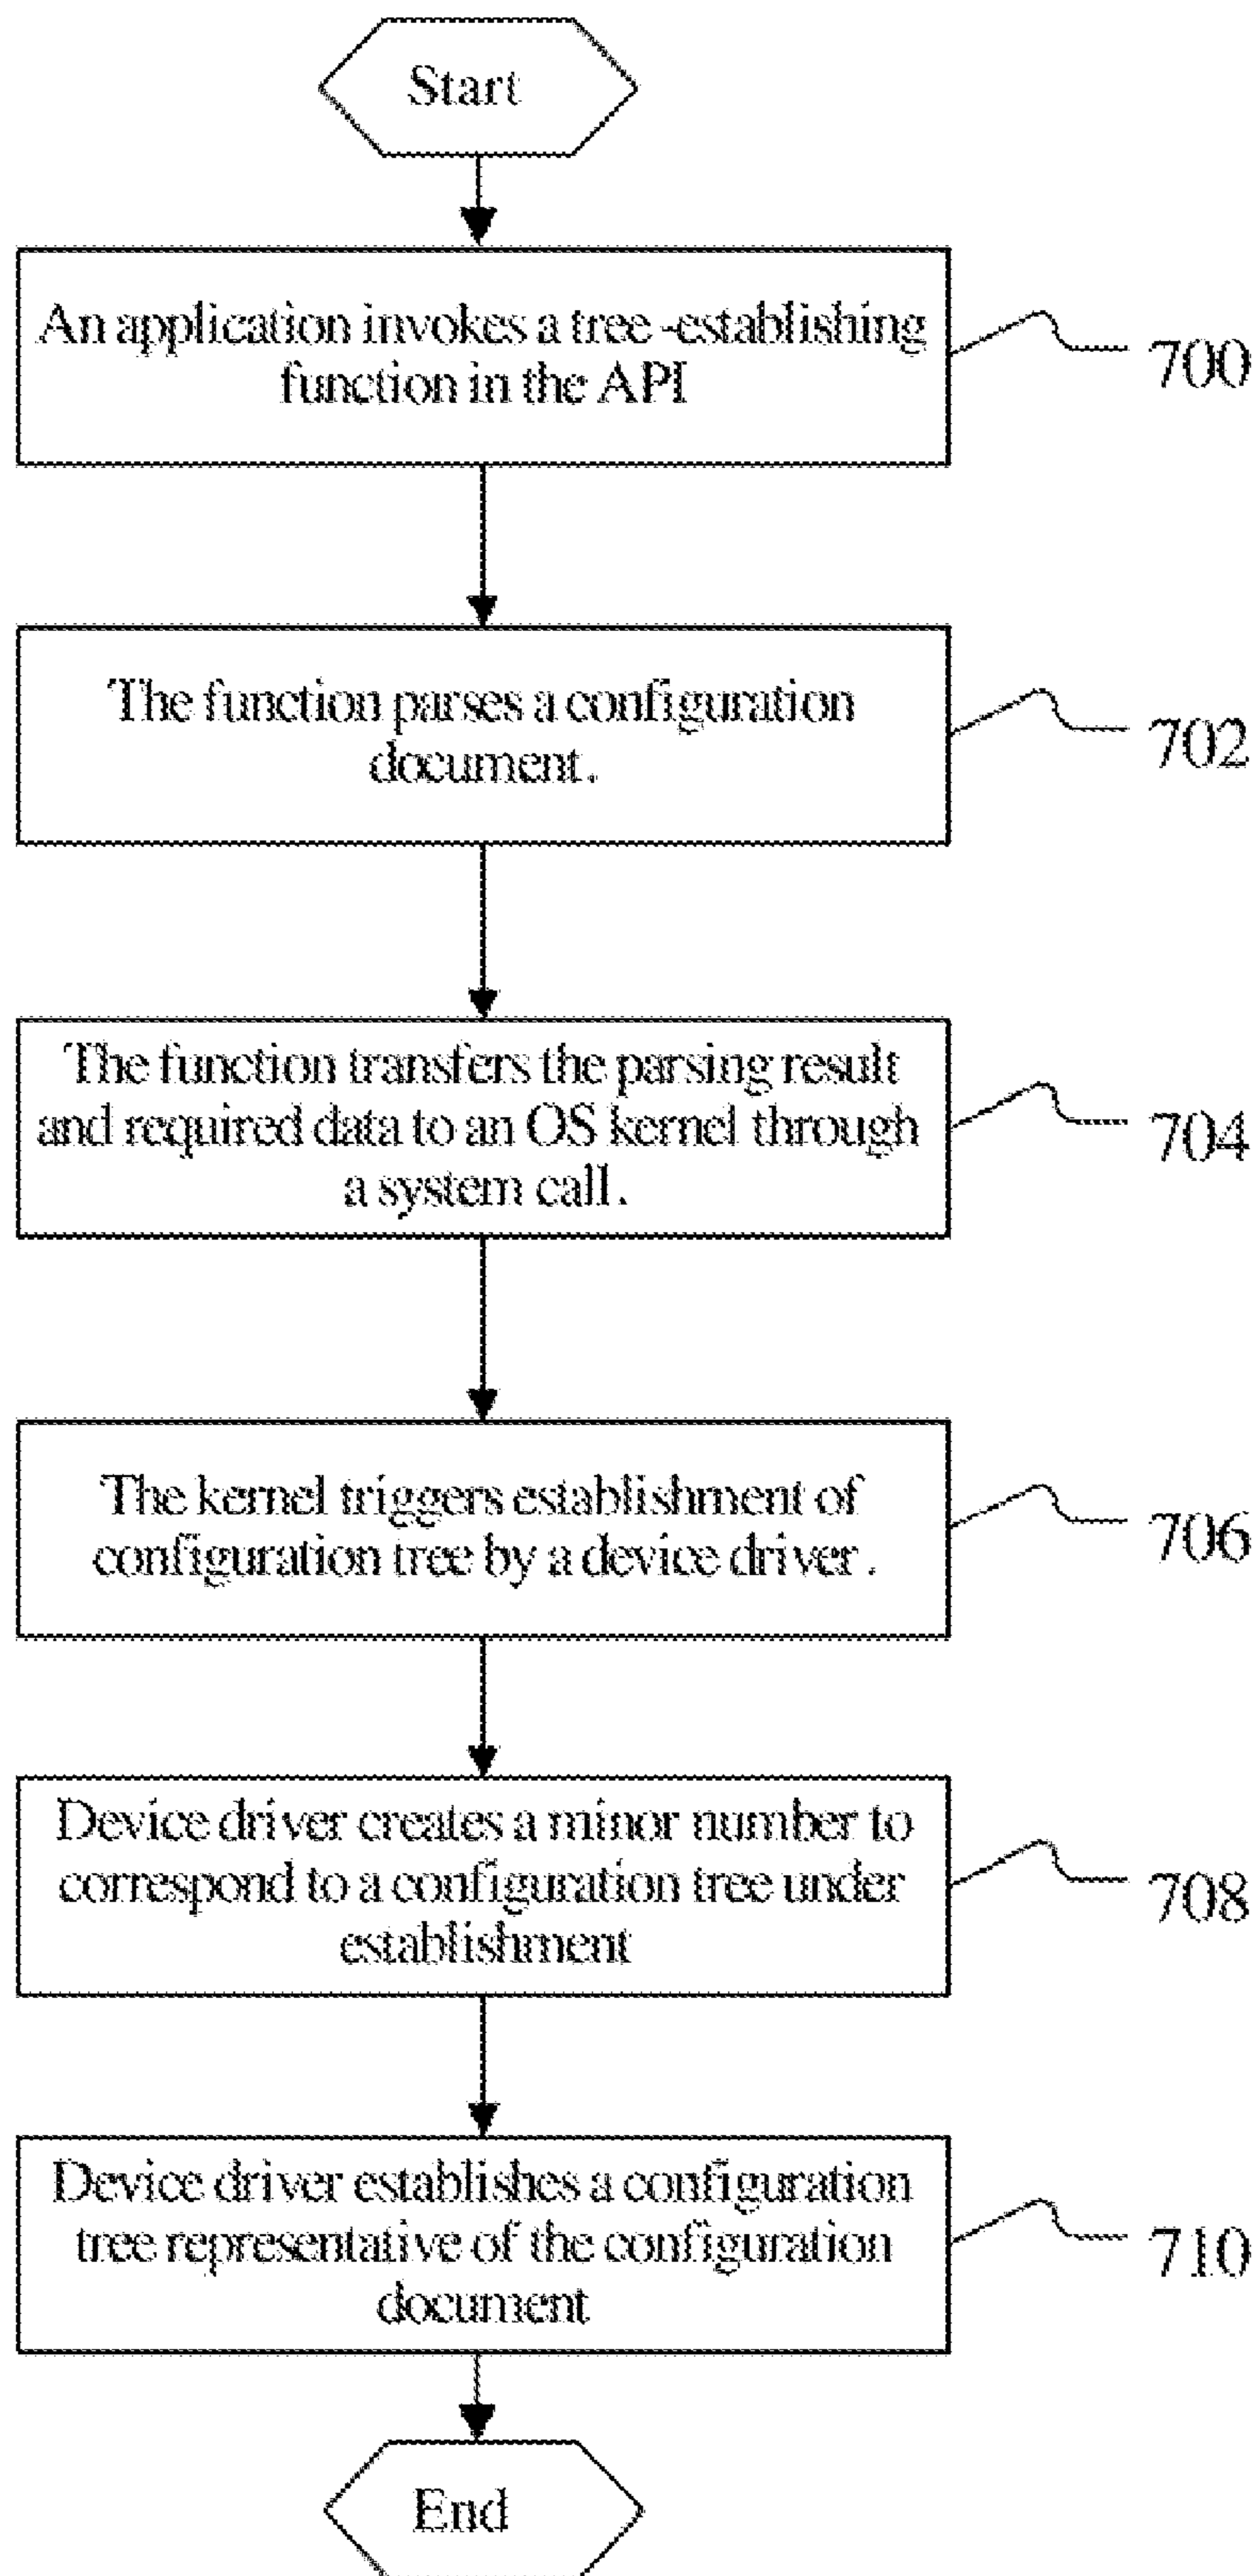 Start
An application invokes a tree-establishing
function in the API
700
The function parses a configuration
document.
702
The function transfers the parsing result
and required data to an OS kernel through
a system call.
704
The kernel triggers establishment of
configuration tree by a device driver.
706
Device driver creates a minor number to
correspond to a configuration tree under
establishment
708
Device driver establishes a configuration
tree representative of the configuration
document
710
End